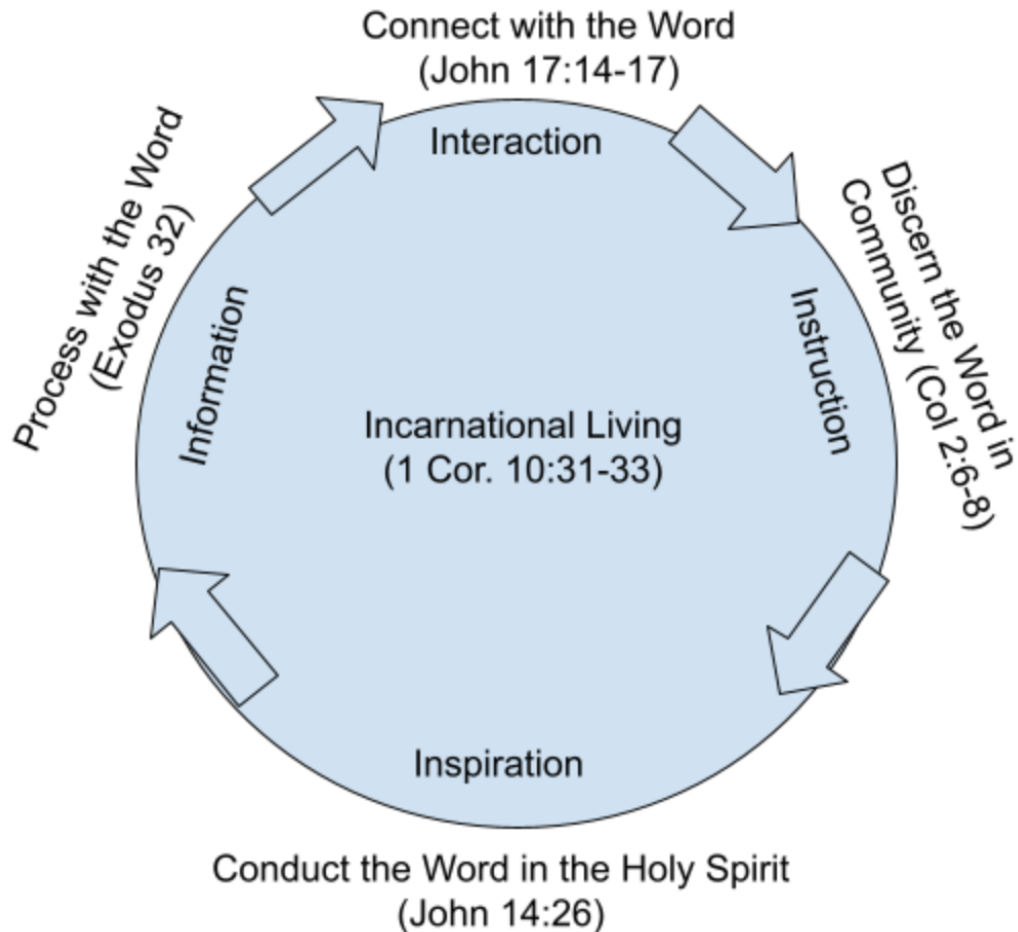 Connect with the Word
(John 17:14-17)
Interaction
Process with the Word
(Exodus 32)
Information
Discern the Word in
Community (Col 2:6-8)
Instruction
Incarnational Living
(1 Cor. 10:31-33)
Inspiration
Conduct the Word in the Holy Spirit
(John 14:26)